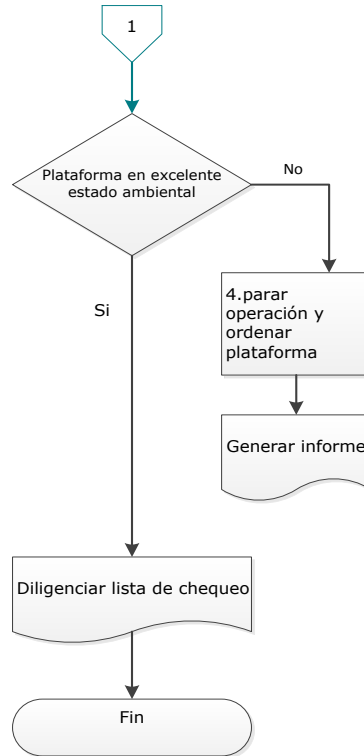 1
Plataforma en excelente
estado ambiental
No
Si
4.parar
operación y
ordenar
plataforma
Generar informe
Diligenciar lista de chequeo
Fin